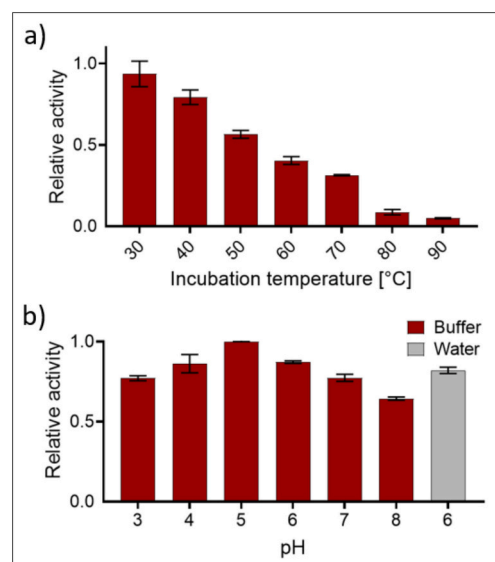 a)
Relative activity
1.0
0.5
0.0
30 40 50 60 70 80 90
Incubation temperature [°C]
b)
Buffer
Water
Relative activity
1.0
0.5
0.0
3 4 5 6 7 8 6
pH